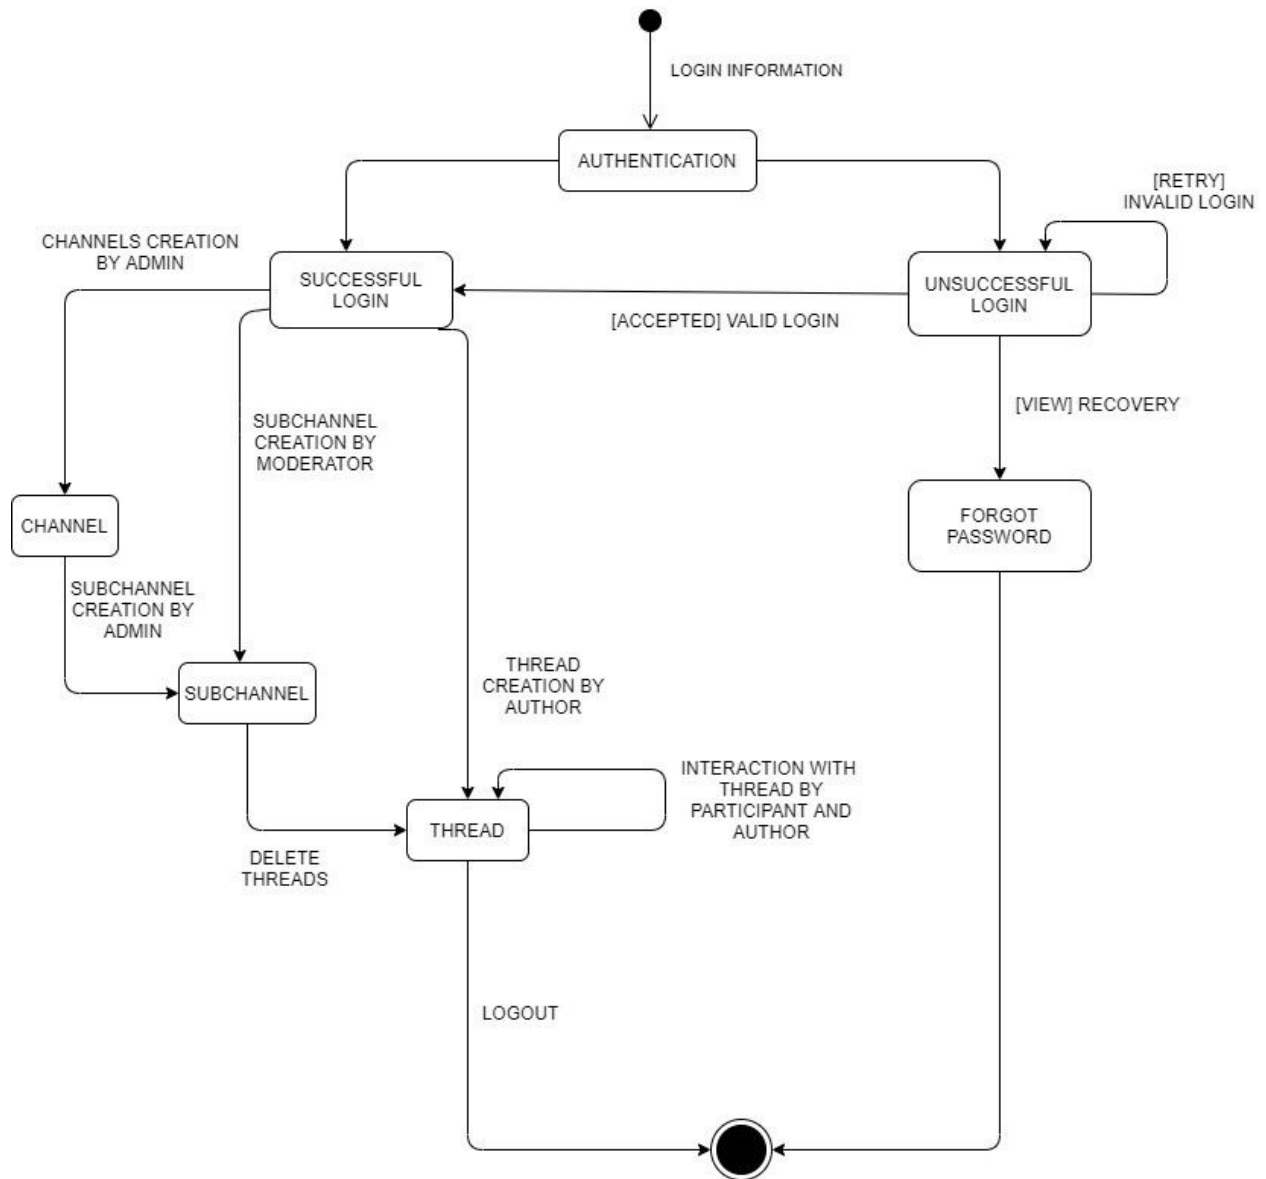 LOGIN INFORMATION
AUTHENTICATION
[RETRY]
INVALID LOGIN
CHANNELS CREATION
BY ADMIN
SUCCESSFUL
LOGIN
UNSUCCESSFUL
LOGIN
[ACCEPTED] VALID LOGIN
[VIEW] RECOVERY
SUBCHANNEL
CREATION BY
MODERATOR
CHANNEL
FORGOT
PASSWORD
SUBCHANNEL
CREATION BY
ADMIN
SUBCHANNEL
THREAD
CREATION BY
AUTHOR
INTERACTION WITH
THREAD BY
PARTICIPANT AND
AUTHOR
THREAD
DELETE
THREADS
LOGOUT